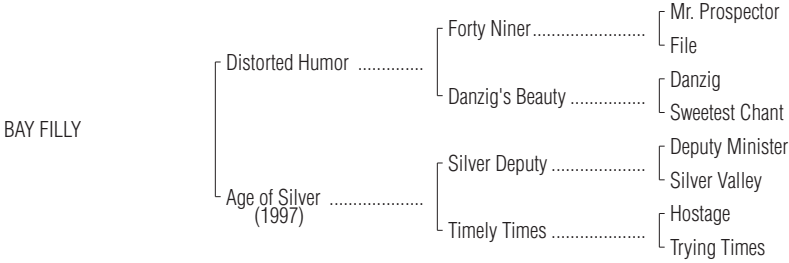 Mr. Prospector
Forty Niner........................
File
Distorted Humor ..............
Danzig
Danzig's Beauty ................
Sweetest Chant
BAY FILLY
Deputy Minister
Silver Deputy ....................
Silver Valley
Age of Silver ....................
(1997)
Hostage
Timely Times .....................
Trying Times